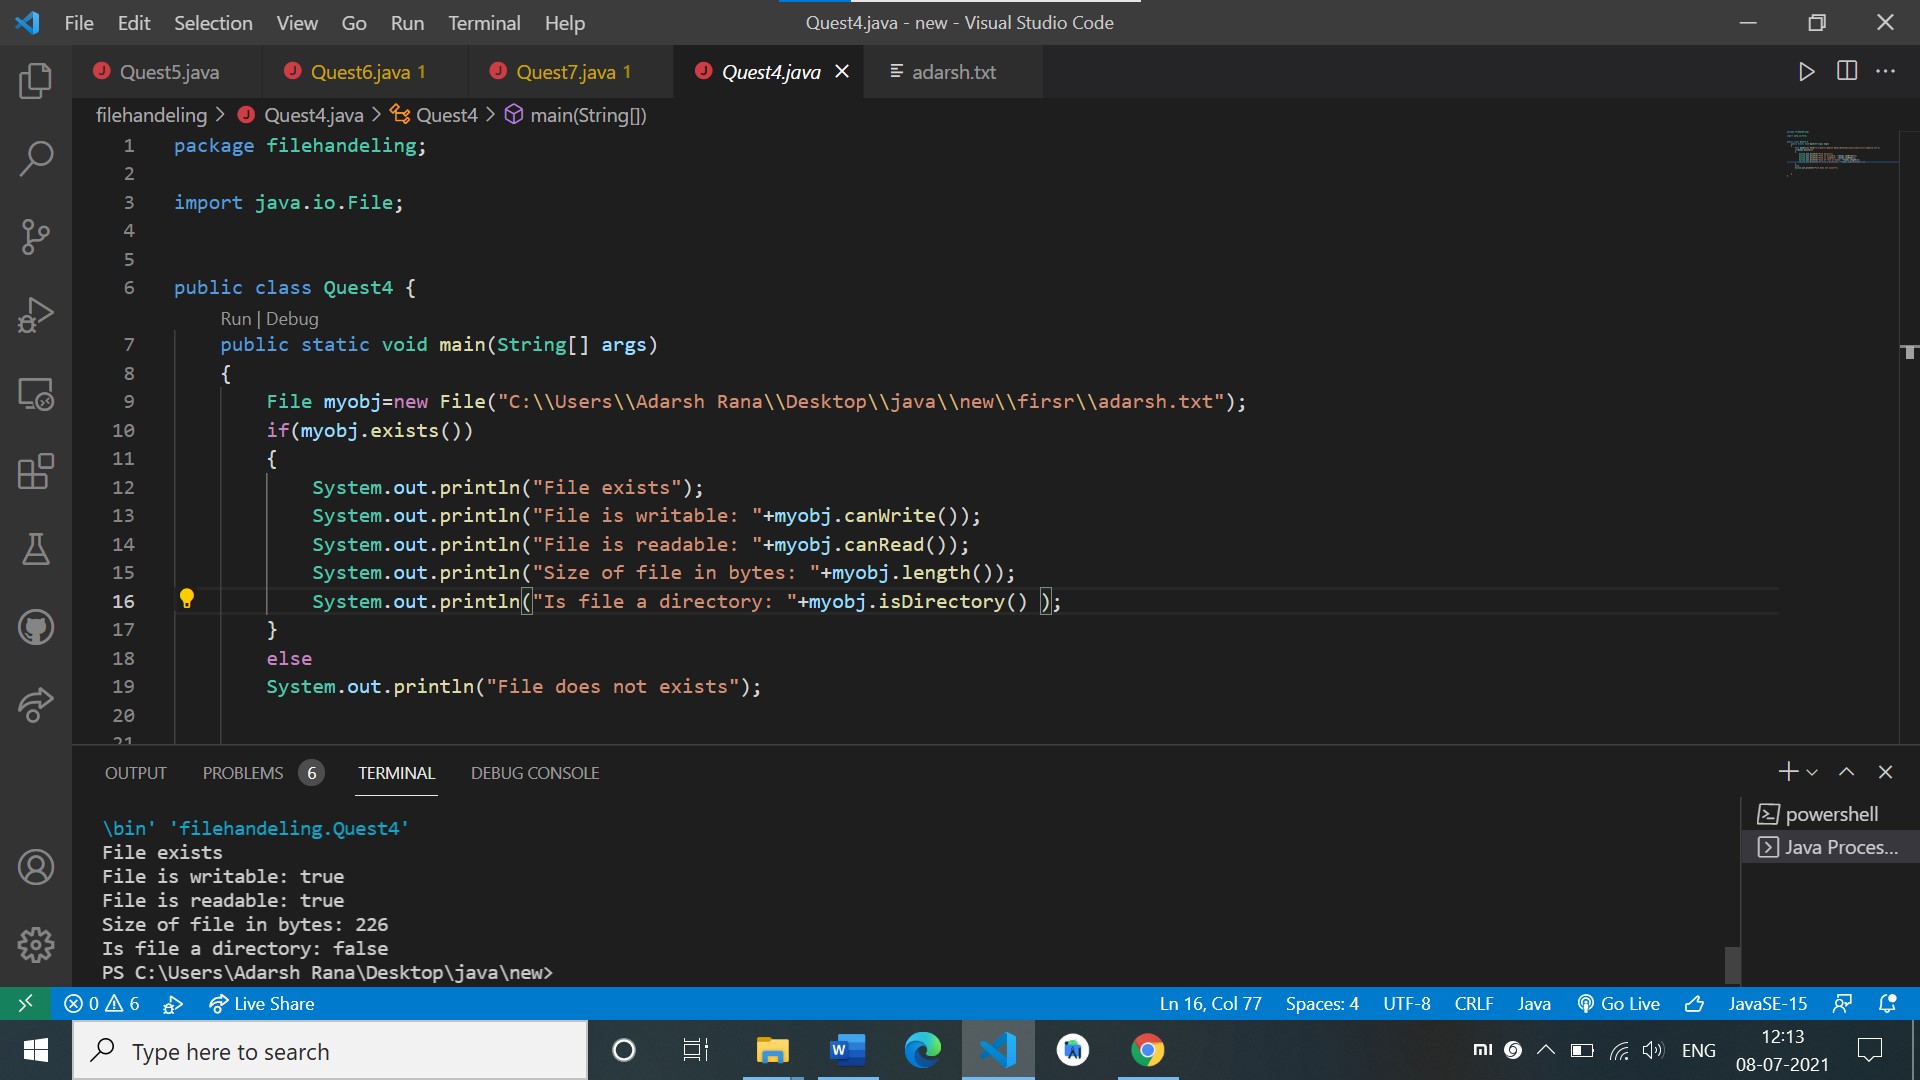 File Edit Selection View Go Run Terminal Help Quest4.java - new - Visual Studio Code
Quest5.java Quest6.java 1 Quest7.java 1 Quest4.java adarsh.txt
filehandeling > Quest4.java > Quest4 > main(String[])
1 package filehandeling;
2
3 import java.io.File;
4
5
6 public class Quest4 {
Run | Debug
7 public static void main(String[] args)
8 {
9 File myobj=new File("C:\\Users\\Adarsh Rana\\Desktop\\java\\new\\firsr\\adarsh.txt");
10 if(myobj.exists())
11 {
12 System.out.println("File exists");
13 System.out.println("File is writable: "+myobj.canWrite());
14 System.out.println("File is readable: "+myobj.canRead());
15 System.out.println("Size of file in bytes: "+myobj.length());
16 System.out.println("Is file a directory: "+myobj.isDirectory() );
17 }
18 else
19 System.out.println("File does not exists");
20
21
OUTPUT PROBLEMS 6 TERMINAL DEBUG CONSOLE
\bin' 'filehandeling.Quest4'
File exists
File is writable: true
File is readable: true
Size of file in bytes: 226
Is file a directory: false
PS C:\Users\Adarsh Rana\Desktop\java\new>
powershell
Java Proces...
0 6 Live Share Ln 16, Col 77 Spaces: 4 UTF-8 CRLF Java Go Live JavaSE-15
Type here to search
ENG
12:13
08-07-2021